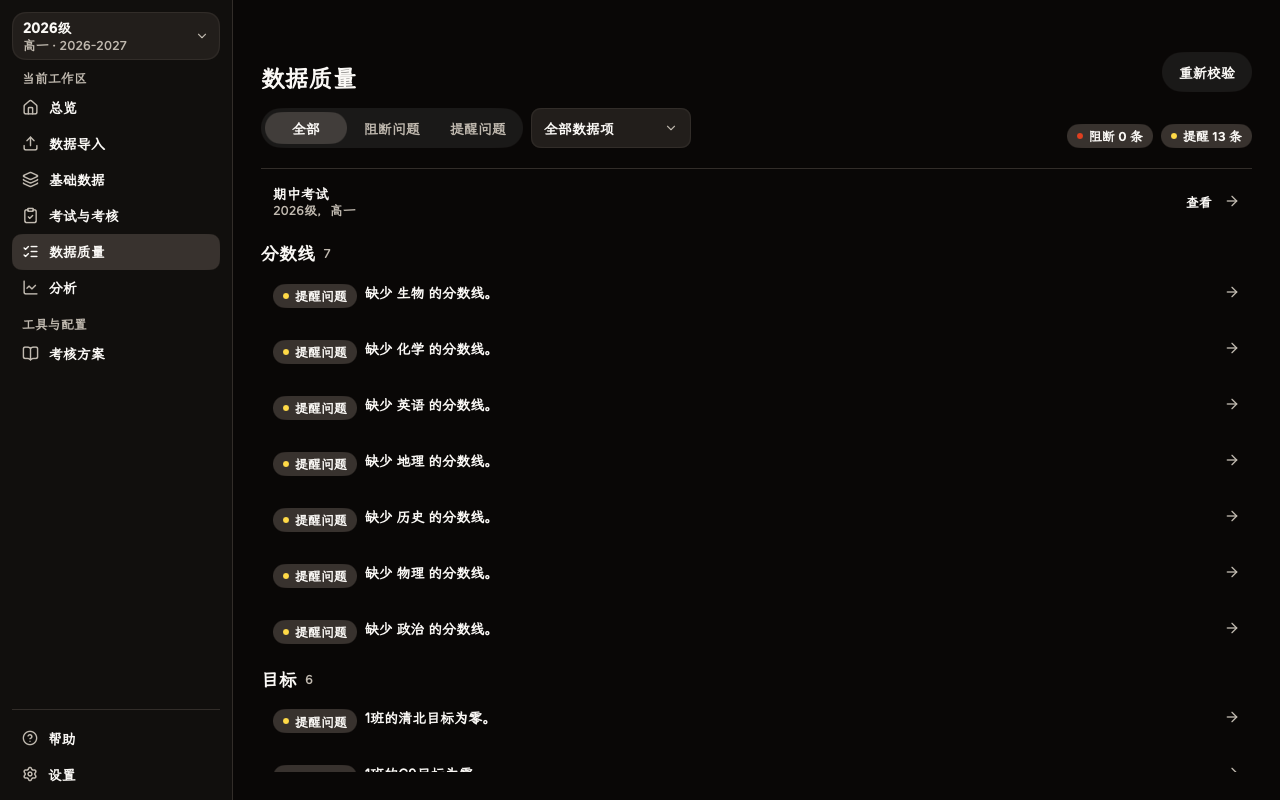 2026级
高一 · 2026-2027
当前工作区
总览
数据导入
基础数据
考试与考核
数据质量
分析
工具与配置
考核方案
帮助
设置
数据质量
重新校验
全部
阻断问题
提醒问题
全部数据项
阻断 0 条
提醒 13 条
期中考试
2026级，高一
查看
分数线 7
提醒问题 缺少 生物 的分数线。
提醒问题 缺少 化学 的分数线。
提醒问题 缺少 英语 的分数线。
提醒问题 缺少 地理 的分数线。
提醒问题 缺少 历史 的分数线。
提醒问题 缺少 物理 的分数线。
提醒问题 缺少 政治 的分数线。
目标 6
提醒问题 1班的清北目标为零。